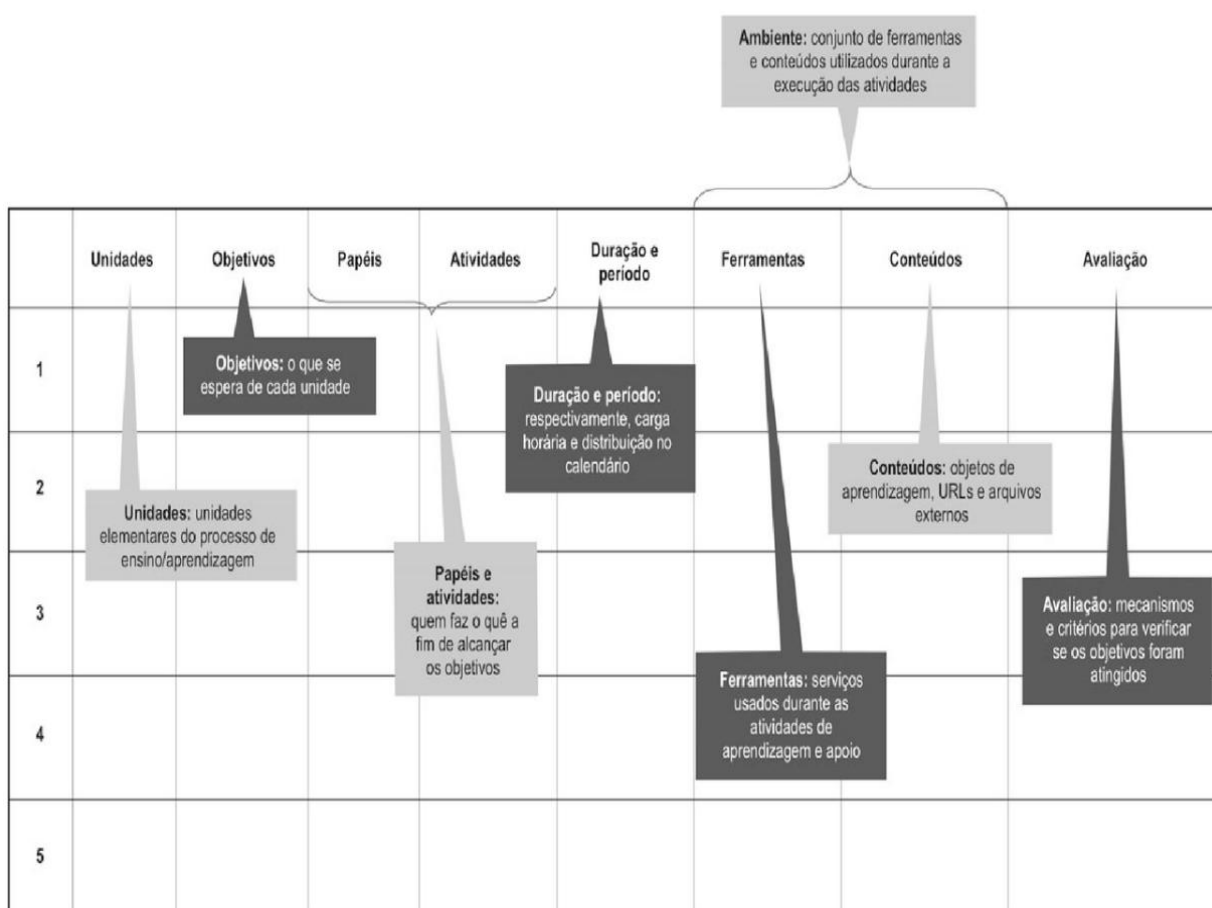 Ambiente: conjunto de ferramentas
e conteúdos utilizados durante a
execução das atividades
Unidades
Objetivos
Papéis
Atividades
Duração e
período
Ferramentas
Conteúdos
Avaliação
1
Objetivos: o que se
espera de cada unidade
Duração e período:
respectivamente, carga
horária e distribuição no
calendário
2
Unidades: unidades
elementares do processo de
ensino/aprendizagem
Conteúdos: objetos de
aprendizagem, URLs e arquivos
externos
3
Papéis e
atividades:
quem faz o quê a
fim de alcançar
os objetivos
Avaliação: mecanismos
e critérios para verificar
se os objetivos foram
atingidos
4
Ferramentas: serviços
usados durante as
atividades de
aprendizagem e apoio
5